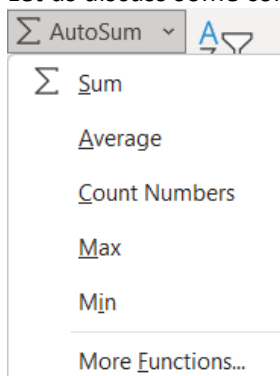 ∑ AutoSum
∑ Sum
Average
Count Numbers
Max
Min
More Functions...